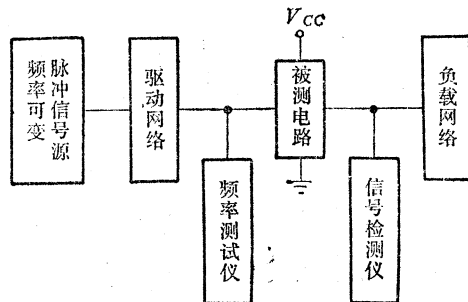 V_CC
脉冲信号源
频率可变
驱动网络
被测电路
负载网络
频率测试仪
信号检测仪